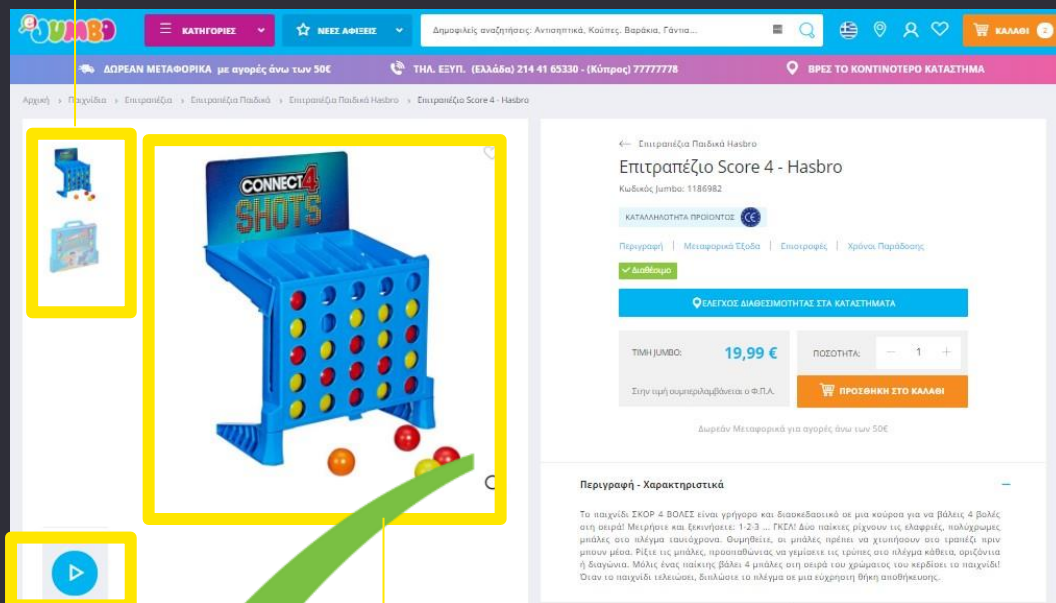 e JUMBO
ΚΑΤΗΓΟΡΙΕΣ
ΝΕΕΣ ΑΦΙΞΕΙΣ
Δημοφιλείς αναζητήσεις: Αντισηπτικά, Κούπες, Βαράκια, Γάντια...
ΚΑΛΑΘΙ 2
ΔΩΡΕΑΝ ΜΕΤΑΦΟΡΙΚΑ με αγορές άνω των 50€
ΤΗΛ. ΕΞΥΠ. (Ελλάδα) 214 41 65330 - (Κύπρος) 77777778
ΒΡΕΣ ΤΟ ΚΟΝΤΙΝΟΤΕΡΟ ΚΑΤΑΣΤΗΜΑ
Αρχική › Παιχνίδια › Επιτραπέζια › Επιτραπέζια Παιδικά › Επιτραπέζια Παιδικά Hasbro › Επιτραπέζιο Score 4 - Hasbro
CONNECT 4
SHOTS
← Επιτραπέζια Παιδικά Hasbro
Επιτραπέζιο Score 4 - Hasbro
Κωδικός Jumbo: 1186982
ΚΑΤΑΛΛΗΛΟΤΗΤΑ ΠΡΟΪΟΝΤΟΣ CE
Περιγραφή | Μεταφορικά Έξοδα | Επιστροφές | Χρόνοι Παράδοσης
Διαθέσιμο
ΕΛΕΓΧΟΣ ΔΙΑΘΕΣΙΜΟΤΗΤΑΣ ΣΤΑ ΚΑΤΑΣΤΗΜΑΤΑ
ΤΙΜΗ JUMBO: 19,99 €
ΠΟΣΟΤΗΤΑ: − 1 +
Στην τιμή συμπεριλαμβάνεται ο Φ.Π.Α.
ΠΡΟΣΘΗΚΗ ΣΤΟ ΚΑΛΑΘΙ
Δωρεάν Μεταφορικά για αγορές άνω των 50€
Περιγραφή - Χαρακτηριστικά
Το παιχνίδι ΣΚΟΡ 4 ΒΟΛΕΣ είναι γρήγορο και διασκεδαστικό σε μια κούρσα για να βάλεις 4 βολές
στη σειρά! Μετρήστε και ξεκινήστε: 1-2-3 ... ΓΚΕΛ! Δύο παίκτες ρίχνουν τις ελαφριές, πολύχρωμες
μπάλες στο πλέγμα ταυτόχρονα. Θυμηθείτε, οι μπάλες πρέπει να χτυπήσουν στο τραπέζι πριν
μπουν μέσα. Ρίξτε τις μπάλες, προσπαθώντας να γεμίσετε τις τρύπες στο πλέγμα κάθετα, οριζόντια
ή διαγώνια. Μόλις ένας παίκτης βάλει 4 μπάλες στη σειρά του χρώματος του κερδίσει το παιχνίδι!
Όταν το παιχνίδι τελειώσει, διπλώστε το πλέγμα σε μια εύχρηστη θήκη αποθήκευσης.